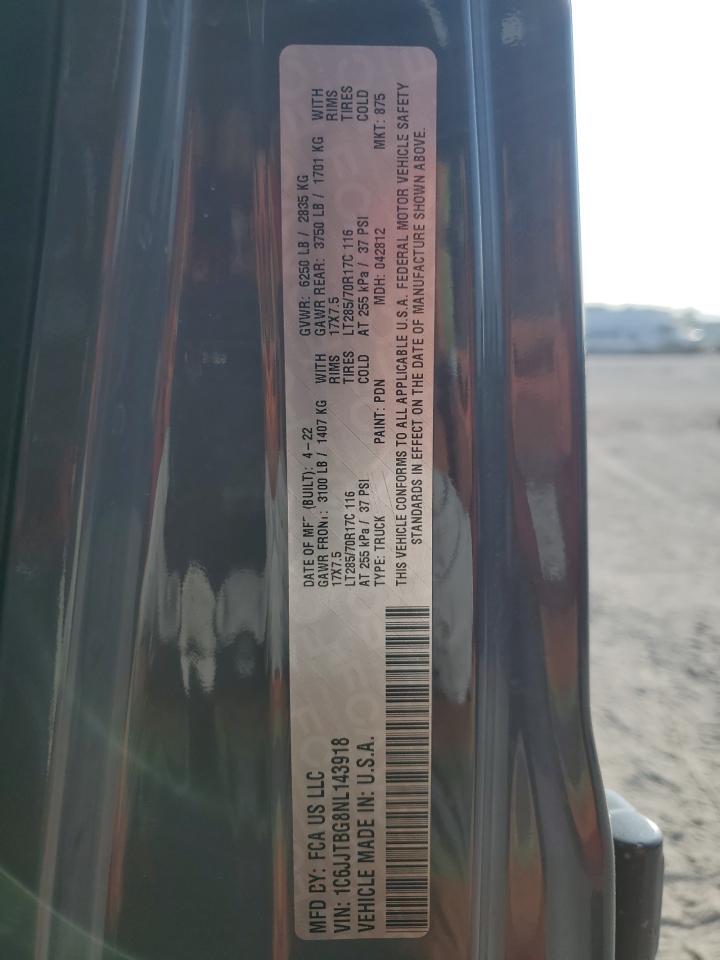 MFD BY: FCA US LLC
DATE OF MF (BUILT): 4-22
GVWR: 6250 LB / 2835 KG
GAWR FRONT: 3100 LB / 1407 KG WITH
GAWR REAR: 3750 LB / 1701 KG WITH
17X7.5 RIMS
17X7.5 RIMS
LT285/70R17C 116 TIRES
LT285/70R17C 116 TIRES
AT 255 kPa / 37 PSI COLD
AT 255 kPa / 37 PSI COLD
VIN: 1C6JJTBG8NL143918
TYPE: TRUCK PAINT: PDN MDH: 042812 MKT: 875
VEHICLE MADE IN: U.S.A.
THIS VEHICLE CONFORMS TO ALL APPLICABLE U.S.A. FEDERAL MOTOR VEHICLE SAFETY
STANDARDS IN EFFECT ON THE DATE OF MANUFACTURE SHOWN ABOVE.